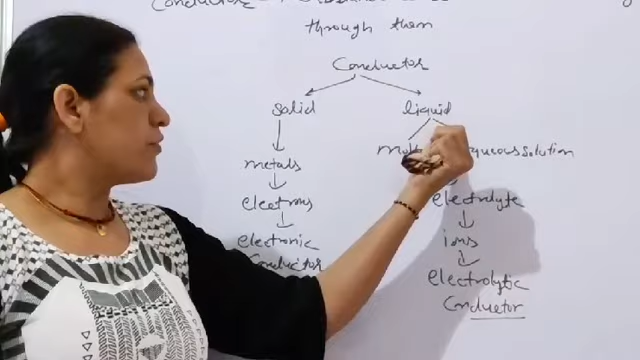 through them
Conductor
solid liquid
aqueous solution
metals
electrons electrolyte
electronic ions
Conductor electrolytic
Conductor